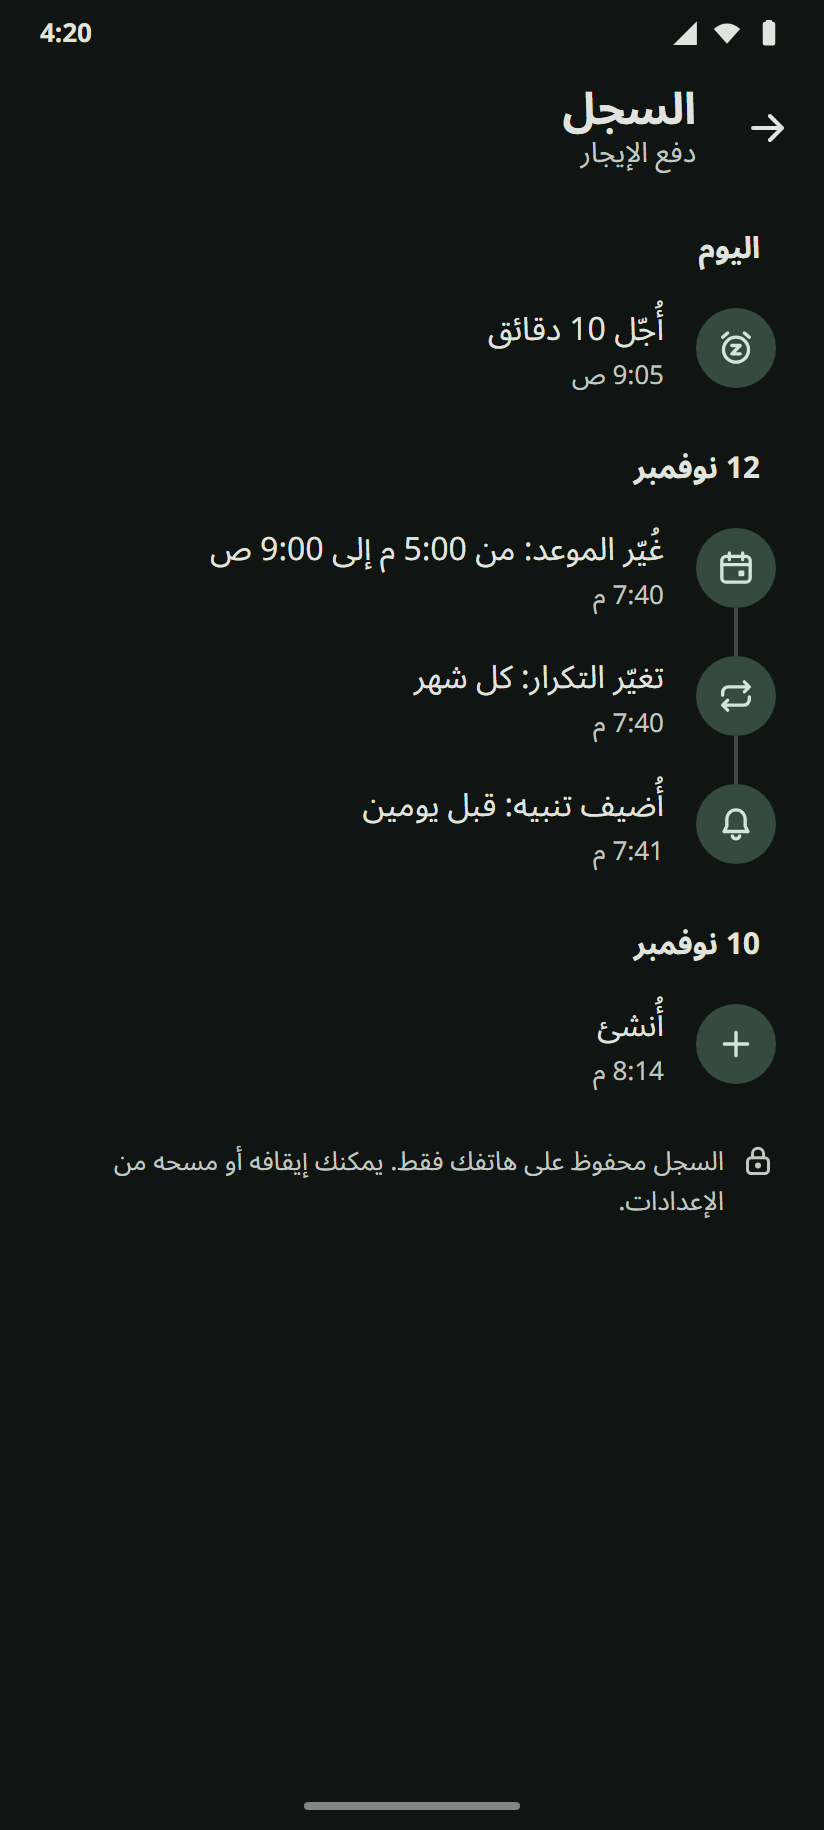 4:20
السجل
دفع الإيجار
اليوم
أُجّل 10 دقائق
9:05 ص
12 نوفمبر
غُيّر الموعد: من 5:00 م إلى 9:00 ص
7:40 م
تغيّر التكرار: كل شهر
7:40 م
أُضيف تنبيه: قبل يومين
7:41 م
10 نوفمبر
أُنشئ
8:14 م
السجل محفوظ على هاتفك فقط. يمكنك إيقافه أو مسحه من
الإعدادات.